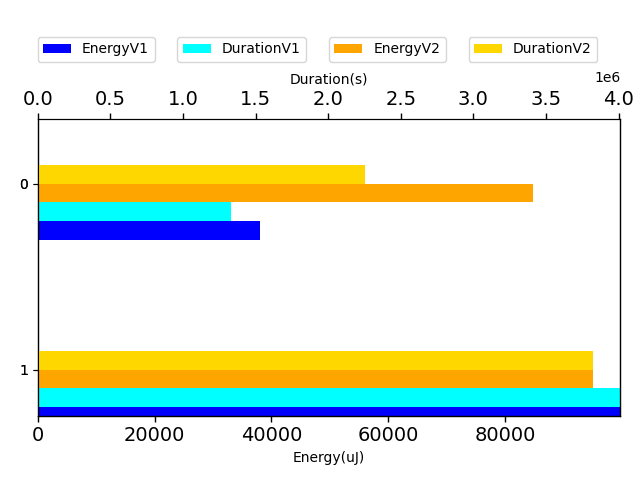 EnergyV1 DurationV1 EnergyV2 DurationV2
Duration(s)
1e6
0.0 0.5 1.0 1.5 2.0 2.5 3.0 3.5 4.0
0
1
0 20000 40000 60000 80000
Energy(uJ)